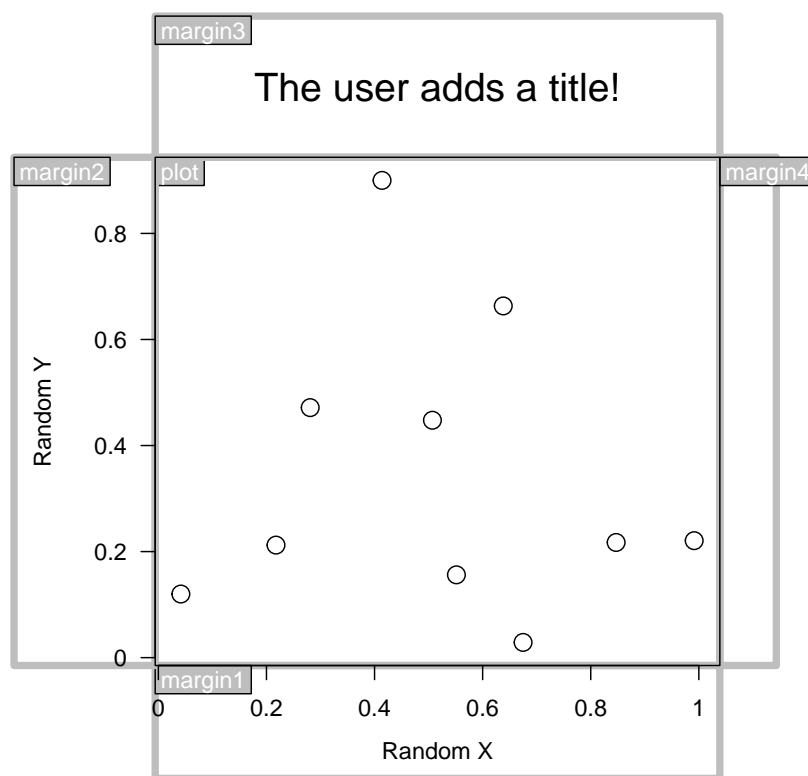 margin3
The user adds a title!
margin2
plot
margin4
0.8
0.6
0.4
0.2
0
Random Y
margin1
0 0.2 0.4 0.6 0.8 1
Random X